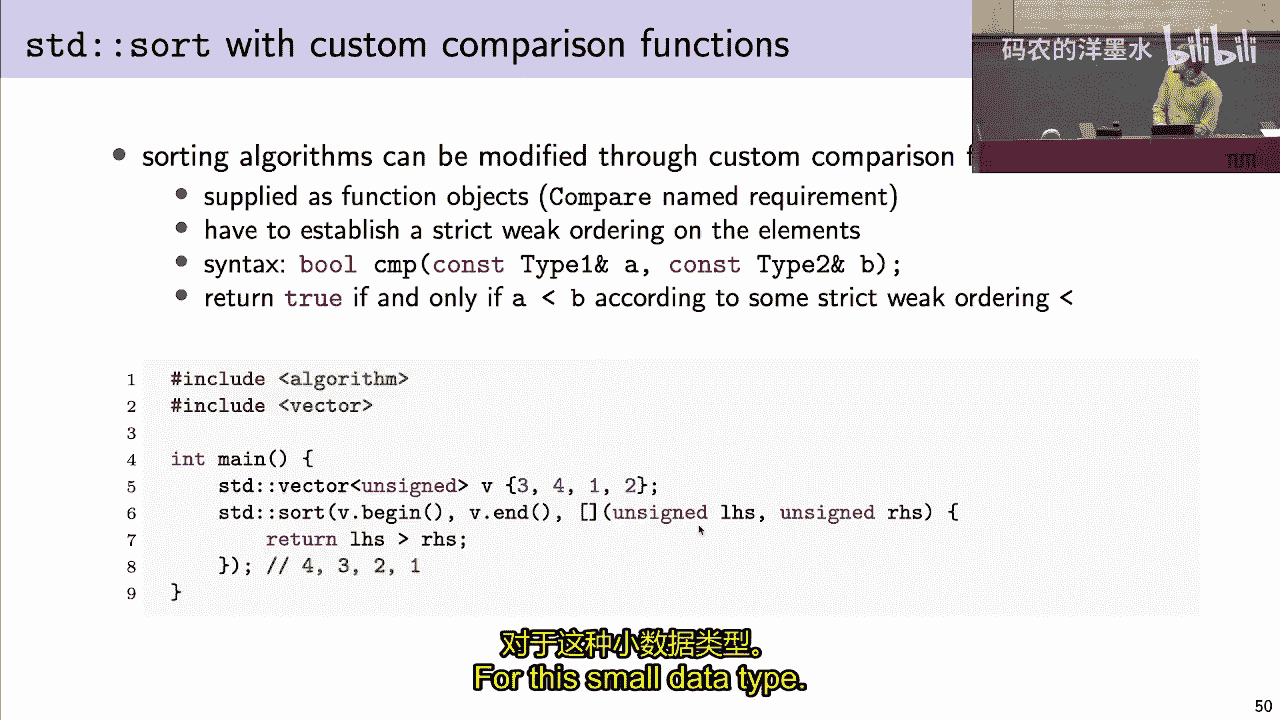 std::sort with custom comparison functions
码农的洋墨水 bilibili
TUM
• sorting algorithms can be modified through custom comparison f
• supplied as function objects (Compare named requirement)
• have to establish a strict weak ordering on the elements
• syntax: bool cmp(const Type1& a, const Type2& b);
• return true if and only if a < b according to some strict weak ordering <
1 #include <algorithm>
2 #include <vector>
3
4 int main() {
5     std::vector<unsigned> v {3, 4, 1, 2};
6     std::sort(v.begin(), v.end(), [](unsigned lhs, unsigned rhs) {
7         return lhs > rhs;
8     }); // 4, 3, 2, 1
9 }
对于这种小数据类型。
For this small data type.
50